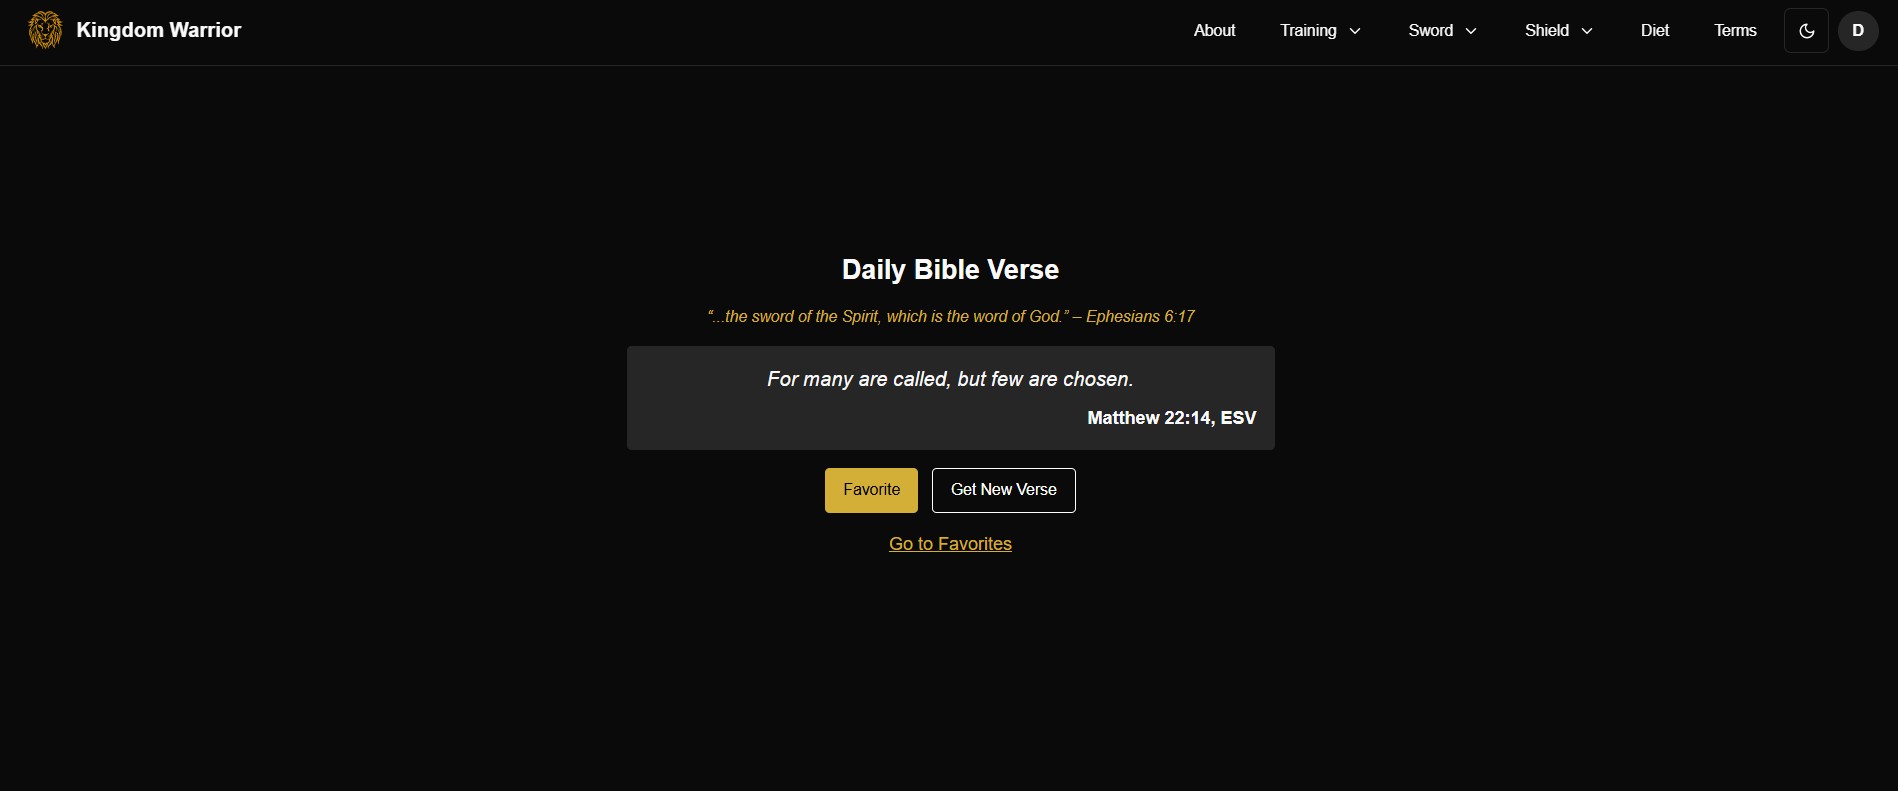 Kingdom Warrior
About Training Sword Shield Diet Terms D
Daily Bible Verse
“...the sword of the Spirit, which is the word of God.” – Ephesians 6:17
For many are called, but few are chosen.
Matthew 22:14, ESV
Favorite Get New Verse
Go to Favorites